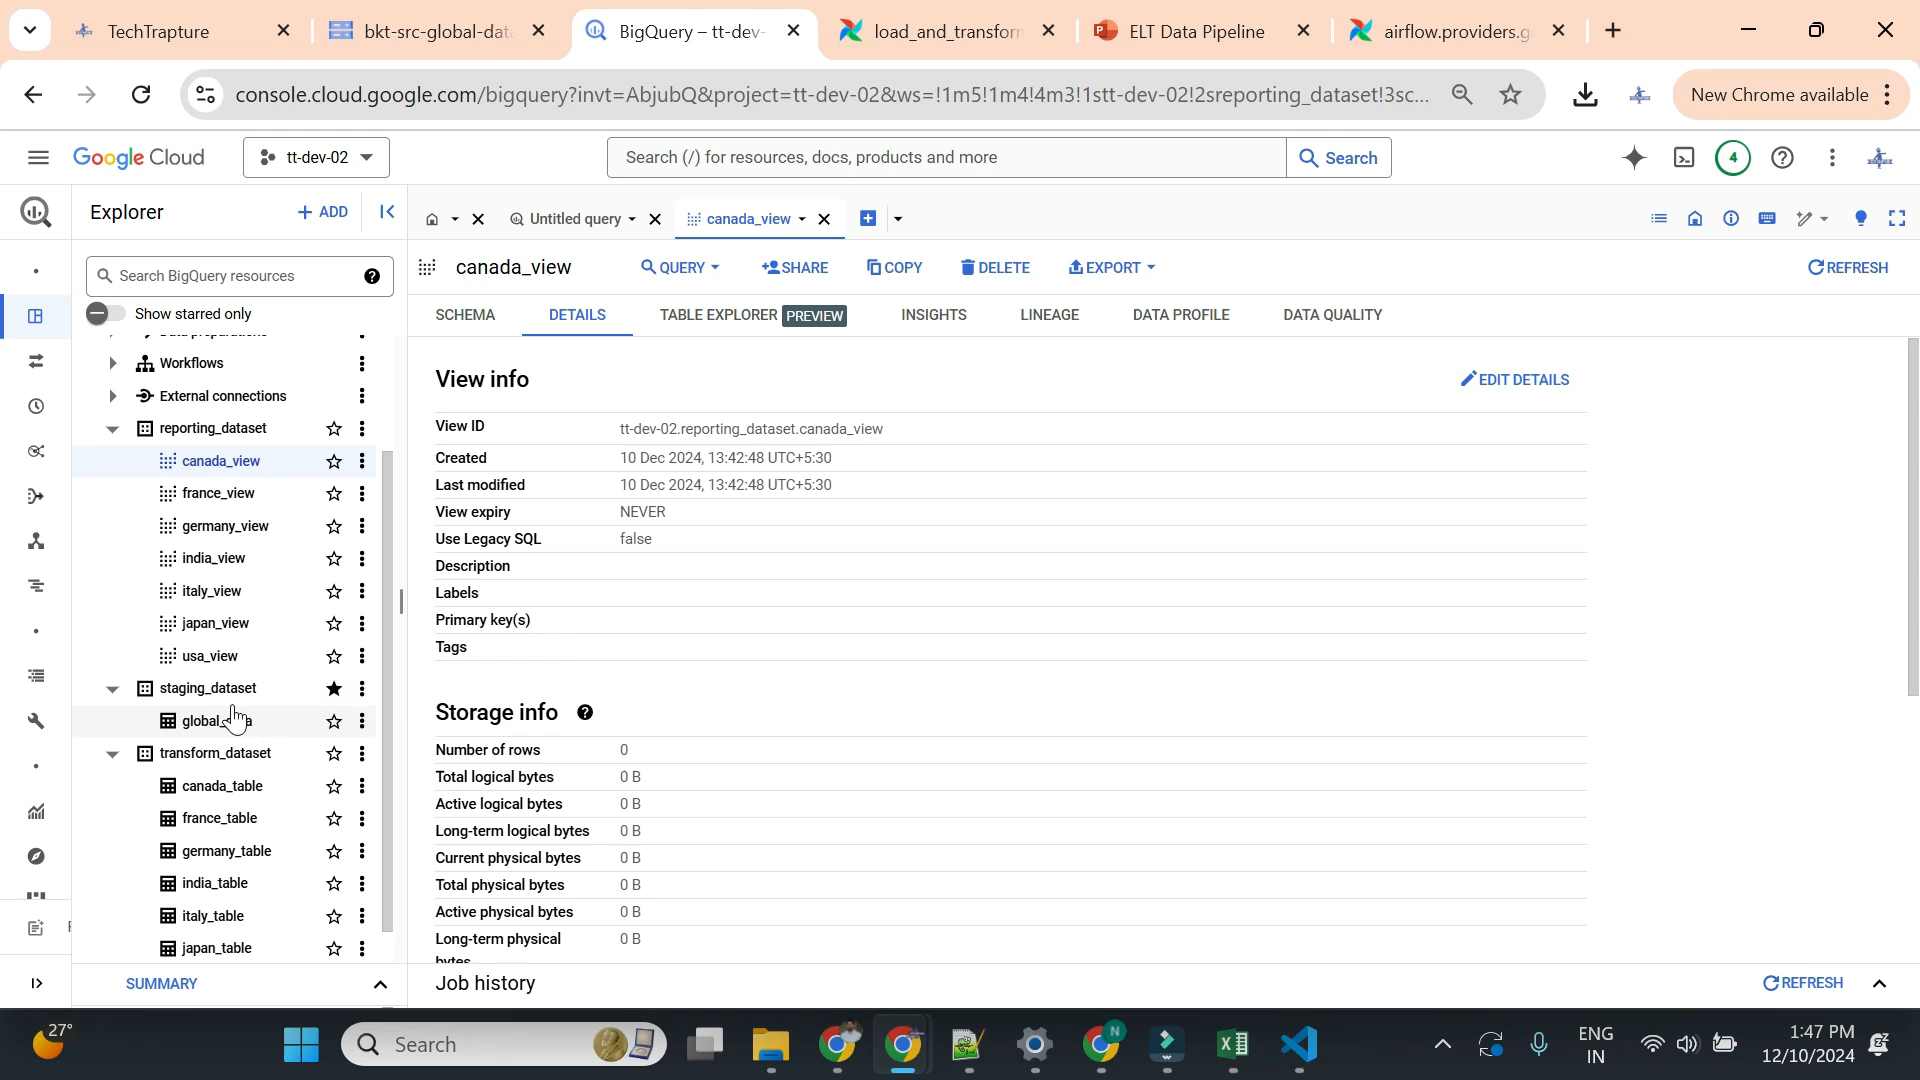 TechTrapture
bkt-src-global-dat
BigQuery – tt-dev-
load_and_transform
ELT Data Pipeline
airflow.providers.g
console.cloud.google.com/bigquery?invt=AbjubQ&project=tt-dev-02&ws=!1m5!1m4!4m3!1stt-dev-02!2sreporting_dataset!3sc...
New Chrome available
Google Cloud
tt-dev-02
Search (/) for resources, docs, products and more
Search
4
Explorer
+ ADD
Untitled query
canada_view
Search BigQuery resources
Show starred only
canada_view
QUERY
SHARE
COPY
DELETE
EXPORT
REFRESH
SCHEMA
DETAILS
TABLE EXPLORER PREVIEW
INSIGHTS
LINEAGE
DATA PROFILE
DATA QUALITY
Workflows
External connections
reporting_dataset
canada_view
france_view
germany_view
india_view
italy_view
japan_view
usa_view
staging_dataset
transform_dataset
canada_table
france_table
germany_table
india_table
italy_table
japan_table
SUMMARY
View info
EDIT DETAILS
View ID tt-dev-02.reporting_dataset.canada_view
Created 10 Dec 2024, 13:42:48 UTC+5:30
Last modified 10 Dec 2024, 13:42:48 UTC+5:30
View expiry NEVER
Use Legacy SQL false
Description
Labels
Primary key(s)
Tags
Storage info
Number of rows 0
Total logical bytes 0 B
Active logical bytes 0 B
Long-term logical bytes 0 B
Current physical bytes 0 B
Total physical bytes 0 B
Active physical bytes 0 B
Long-term physical 0 B
bytes
Job history
REFRESH
27°
Search
N
ENG
IN
1:47 PM
12/10/2024